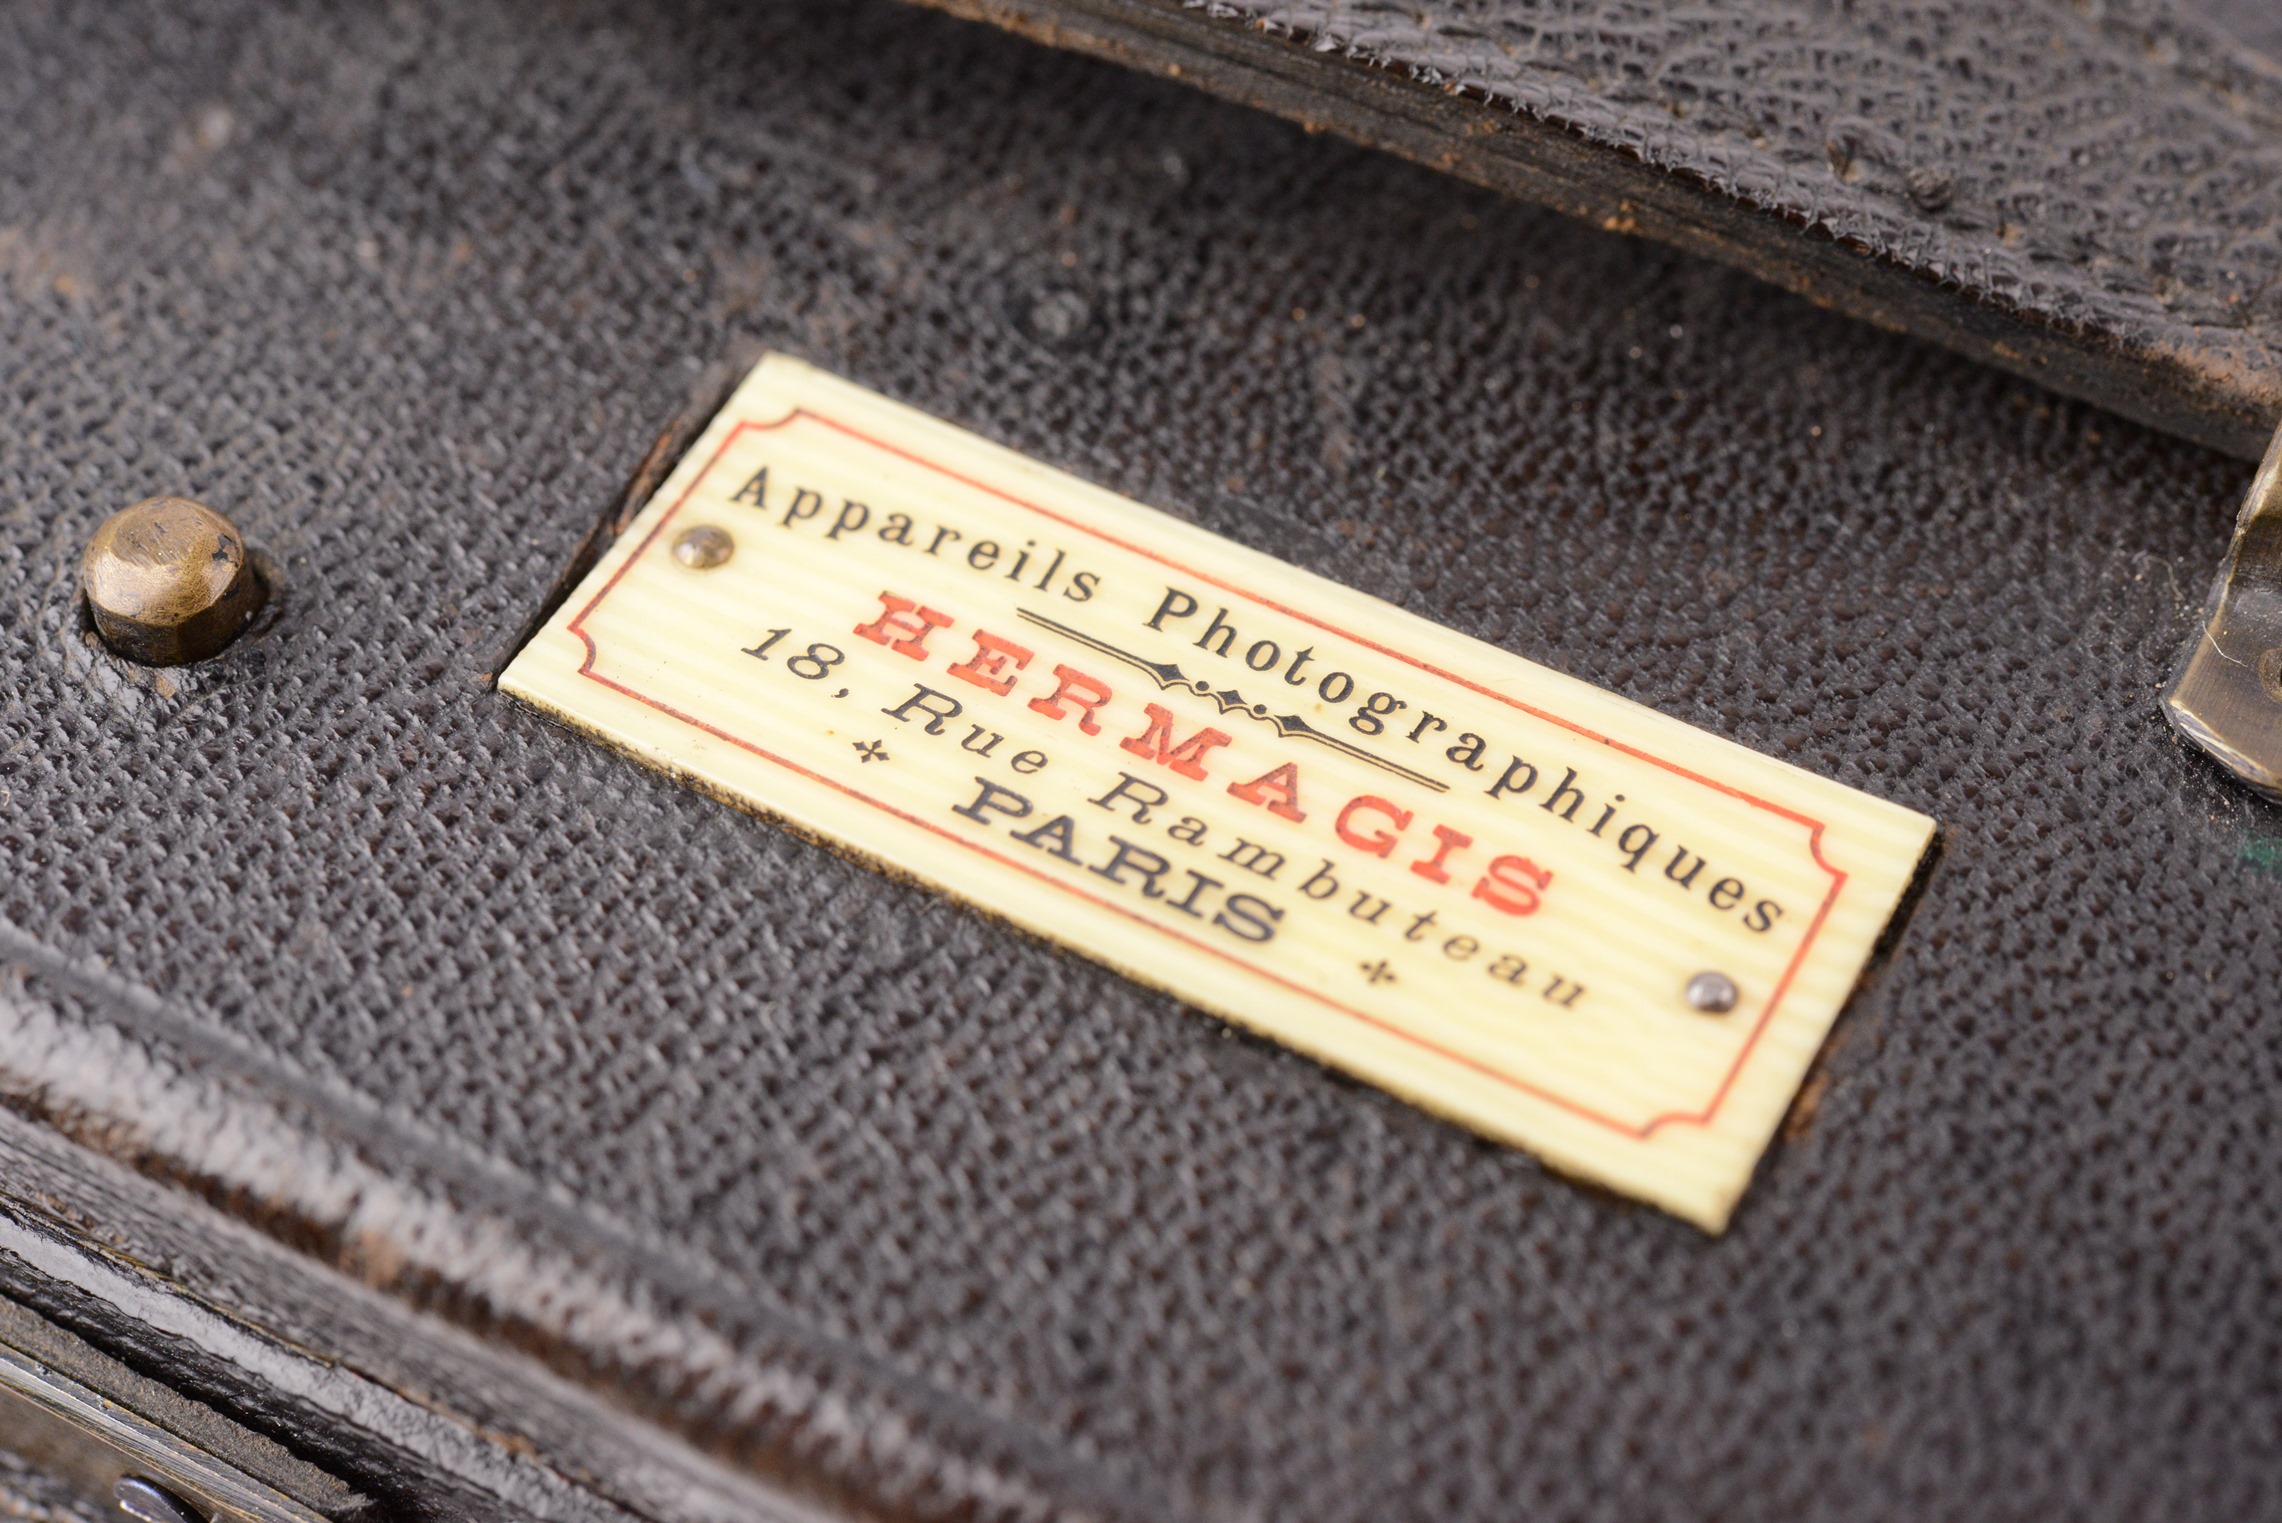 Appareils Photographiques
HERMAGIS
18, Rue Rambuteau
PARIS